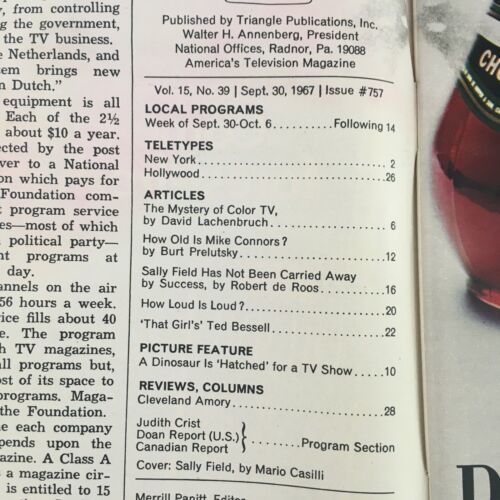 , from controlling
g the government,
the TV business.
Netherlands, and
tem brings new
n Dutch."
equipment is all
Each of the 2½
about $10 a year.
ected by the post
ver to a National
on which pays for
Foundation com-
t program service
es—most of which
political party—
nt programs at
day.
annels on the air
56 hours a week.
ice fills about 40
e. The program
h TV magazines,
all programs but,
ost of its space to
programs. Maga-
the Foundation.
e each company
pends upon the
azine. A Class A
s a magazine cir-
is entitled to 15
Published by Triangle Publications, Inc.
Walter H. Annenberg, President
National Offices, Radnor, Pa. 19088
America's Television Magazine
Vol. 15, No. 39 | Sept. 30, 1967 | Issue #757
LOCAL PROGRAMS
Week of Sept. 30-Oct. 6..........Following 14
TELETYPES
New York..............................2
Hollywood.............................26
ARTICLES
The Mystery of Color TV,
by David Lachenbruch..................6
How Old Is Mike Connors?
by Burt Prelutsky.....................12
Sally Field Has Not Been Carried Away
by Success, by Robert de Roos.........16
How Loud Is Loud?.....................20
'That Girl's' Ted Bessell.............22
PICTURE FEATURE
A Dinosaur Is 'Hatched' for a TV Show.....10
REVIEWS, COLUMNS
Cleveland Amory.......................28
Judith Crist
Doan Report (U.S.)
Canadian Report
}..........Program Section
Cover: Sally Field, by Mario Casilli
Merrill Panitt, Editor
CH
D